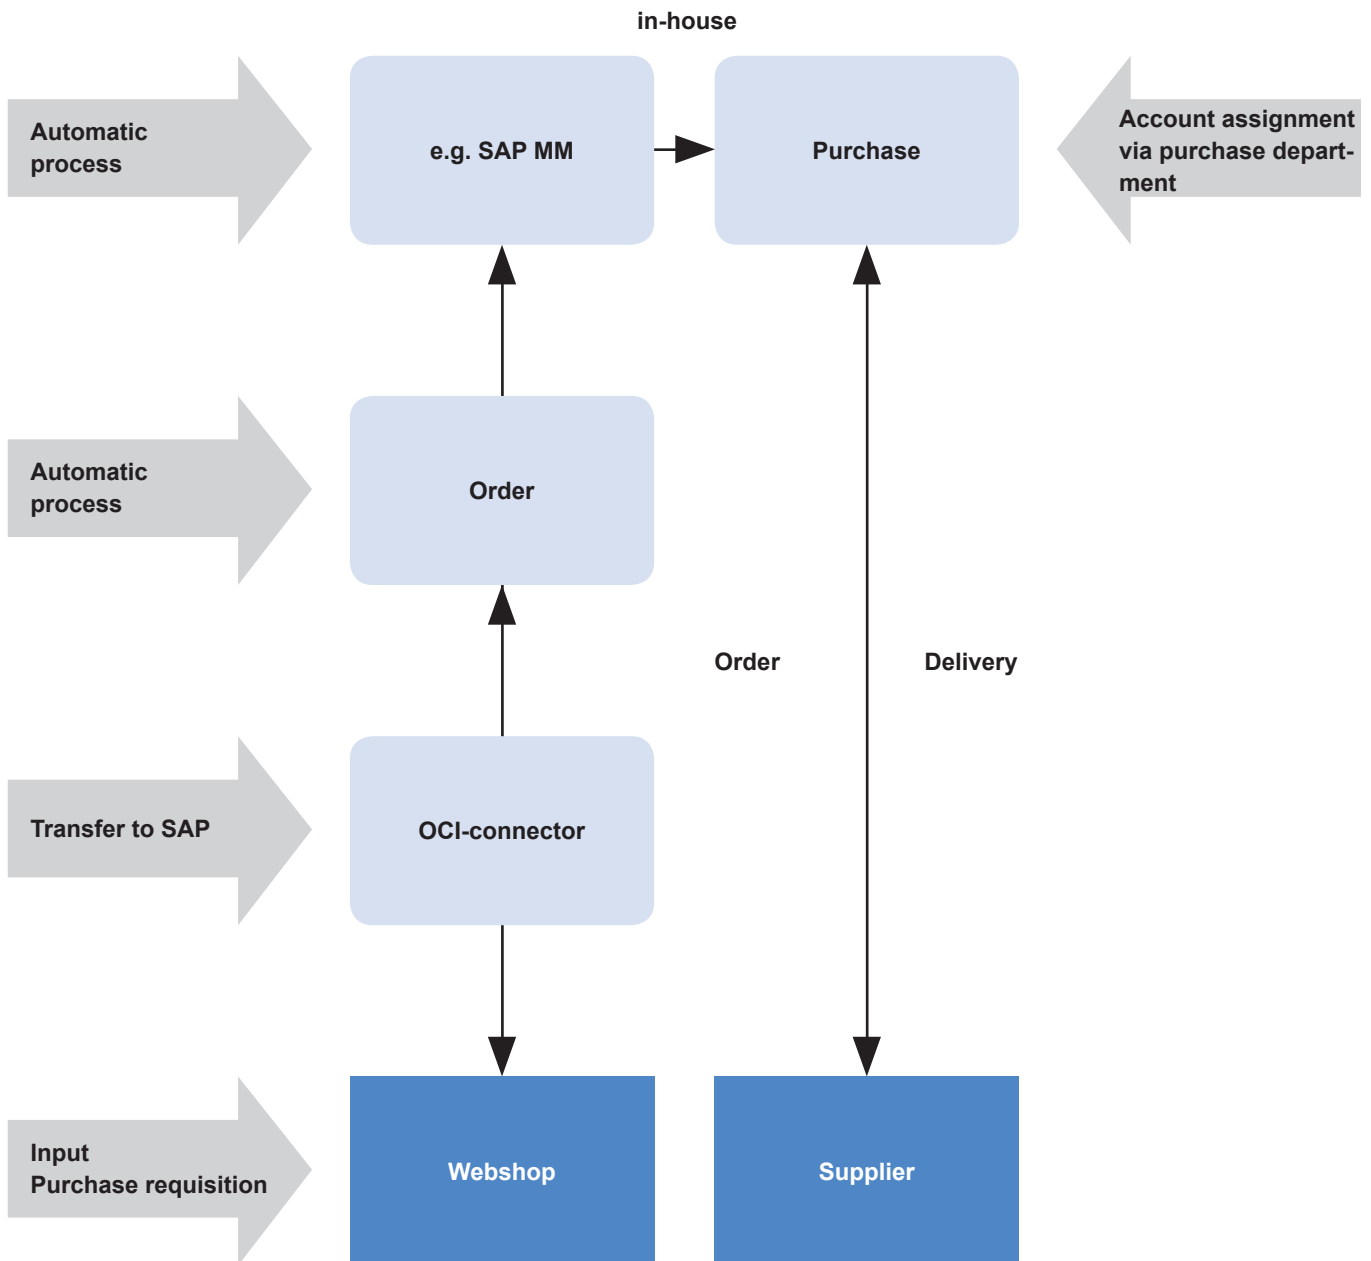 in-house
Automatic
process
e.g. SAP MM
Purchase
Account assignment
via purchase depart-
ment
Automatic
process
Order
Order
Delivery
Transfer to SAP
OCI-connector
Input
Purchase requisition
Webshop
Supplier